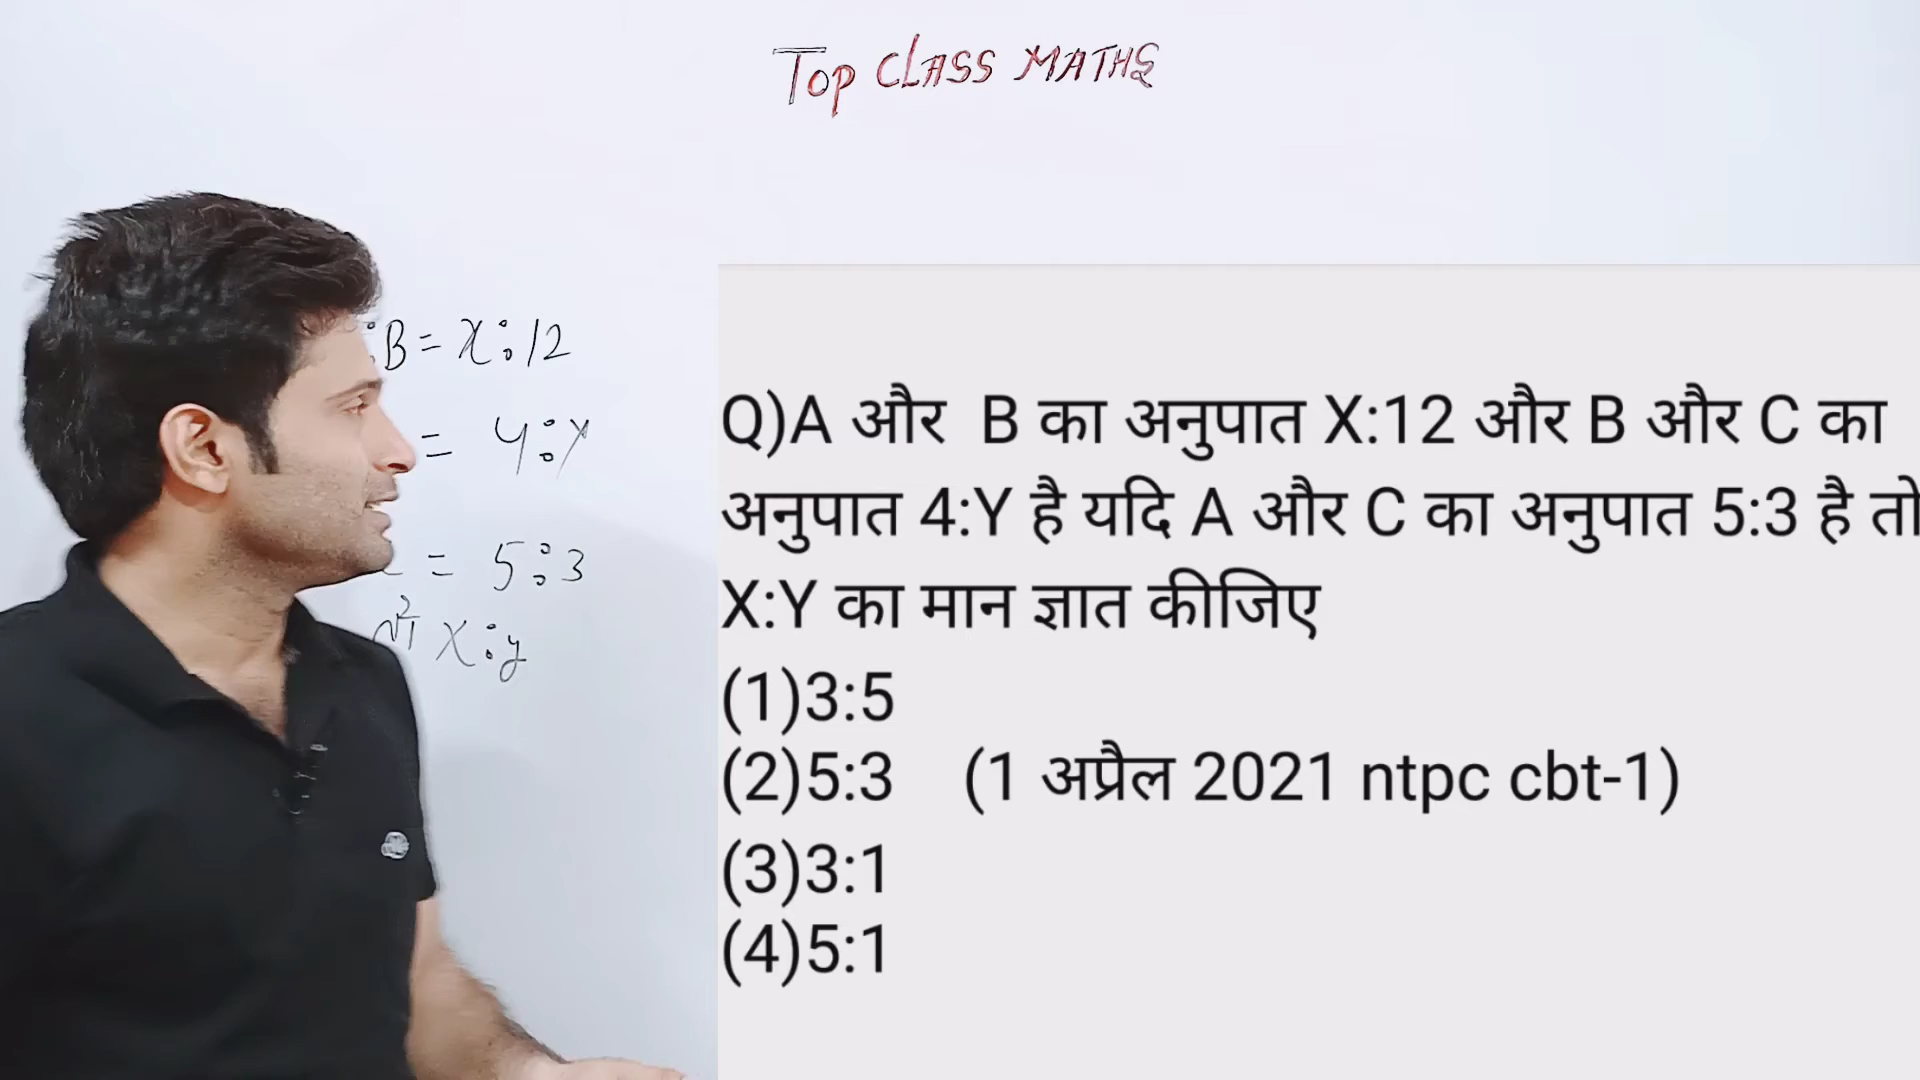 TOP CLASS MATHS
:B = X:12
= 4:Y
= 5:3
X:y
Q)A और B का अनुपात X:12 और B और C का
अनुपात 4:Y है यदि A और C का अनुपात 5:3 है तो
X:Y का मान ज्ञात कीजिए
(1)3:5
(2)5:3 (1 अप्रैल 2021 ntpc cbt-1)
(3)3:1
(4)5:1